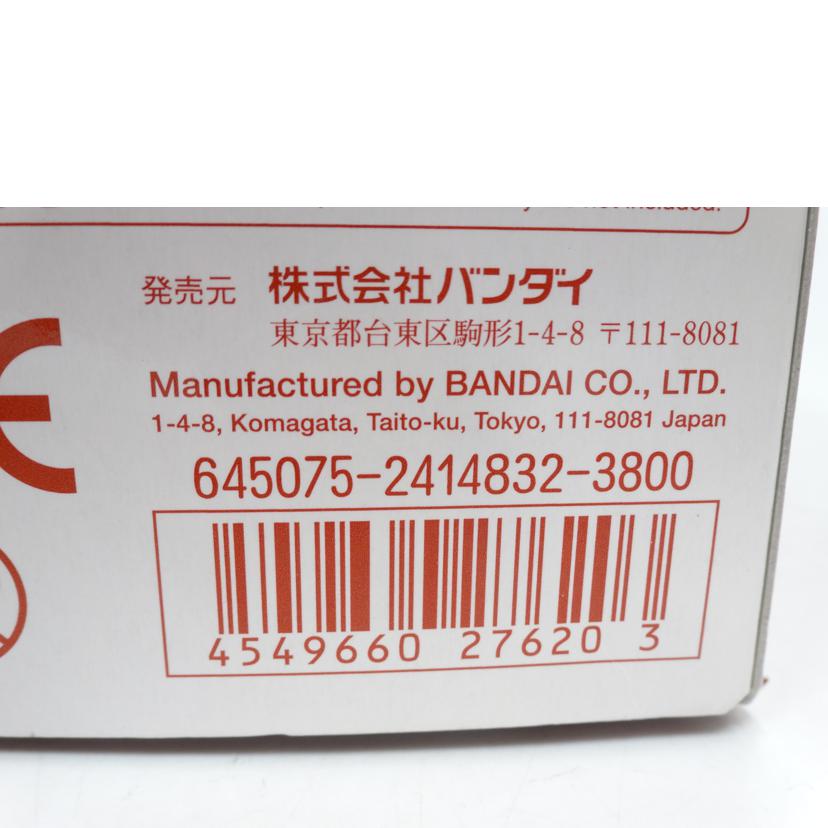 not included.
発売元 株式会社バンダイ
東京都台東区駒形1-4-8 〒111-8081
Manufactured by BANDAI CO., LTD.
1-4-8, Komagata, Taito-ku, Tokyo, 111-8081 Japan
645075-2414832-3800
4549660 27620 3